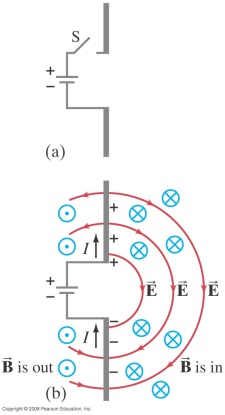 S
+
−
(a)
+
I
+
+
−
E⃗ E⃗ E⃗
−
I
−
−
B⃗ is out
B⃗ is in
(b)
Copyright © 2008 Pearson Education, Inc.